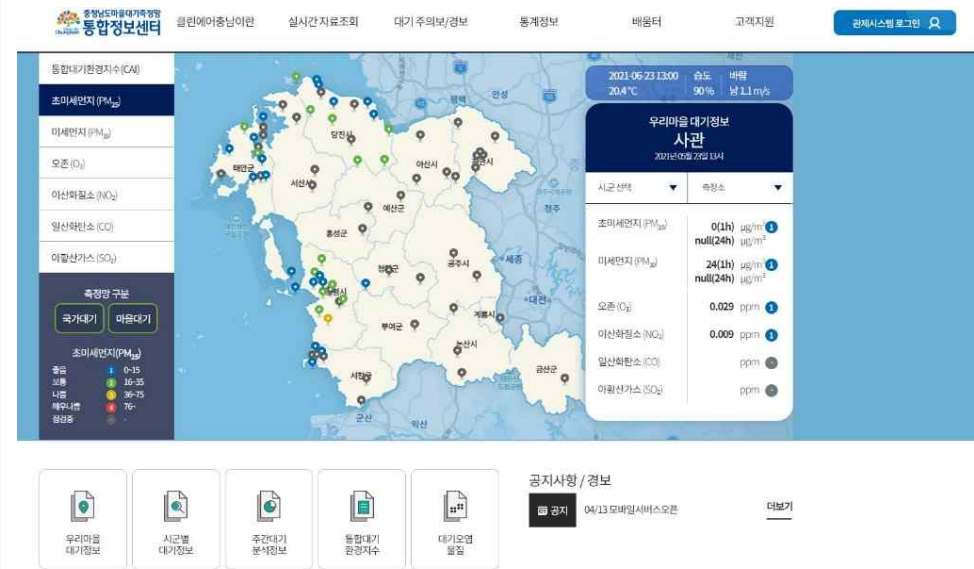 충청남도마을대기측정망
통합정보센터
클린에어충남이란
실시간 자료조회
대기 주의보/경보
통계정보
배움터
고객지원
관제시스템 로그인
통합대기환경지수(CAI)
초미세먼지 (PM2.5)
미세먼지 (PM10)
오존 (O3)
이산화질소 (NO2)
일산화탄소 (CO)
아황산가스 (SO2)
측정망 구분
국가대기 마을대기
초미세먼지(PM2.5)
좋음 1 0-15
보통 2 16-35
나쁨 3 36-75
매우나쁨 4 76-
점검중 - -
평택
안성
당진시
태안군
서산시
아산시
예산군
홍성군
공주시
세종
청주
대전
계룡시
부여군
논산시
금산군
서천군
군산
익산
2021-06-23 13:00 습도 바람
20.4 °C 90 % 남 1.1 m/s
우리마을 대기정보
사관
2021년 05월 23일 13시
시군 선택 ▼ 측정소 ▼
초미세먼지 (PM2.5) 0(1h) µg/m³ 1
null(24h) µg/m³
미세먼지 (PM10) 24(1h) µg/m³ 1
null(24h) µg/m³
오존 (O3) 0.029 ppm 1
이산화질소 (NO2) 0.009 ppm 1
일산화탄소 (CO) ppm -
아황산가스 (SO2) ppm -
우리마을
대기정보
시군별
대기정보
주간대기
분석정보
통합대기
환경지수
대기오염
물질
공지사항 / 경보
공지 04/13 모바일서비스오픈 더보기